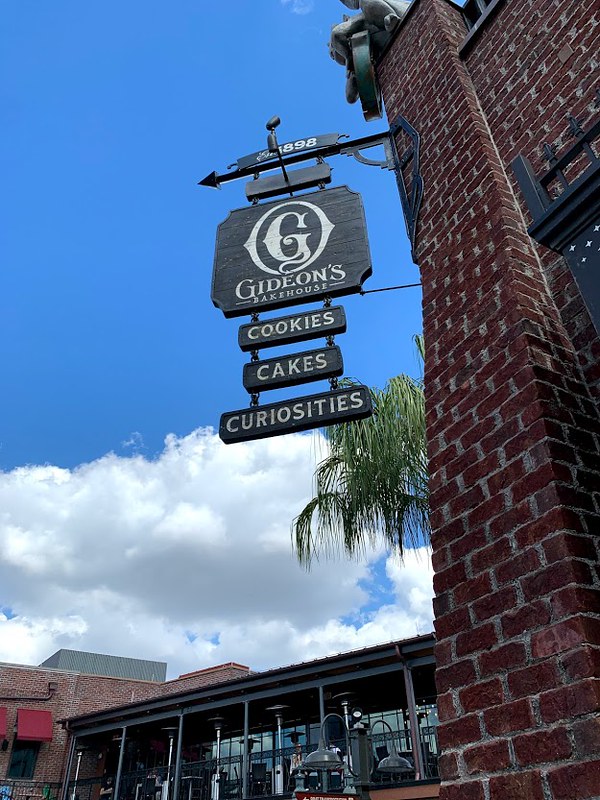 1898
G
GIDEON'S
BAKEHOUSE
COOKIES
CAKES
CURIOSITIES